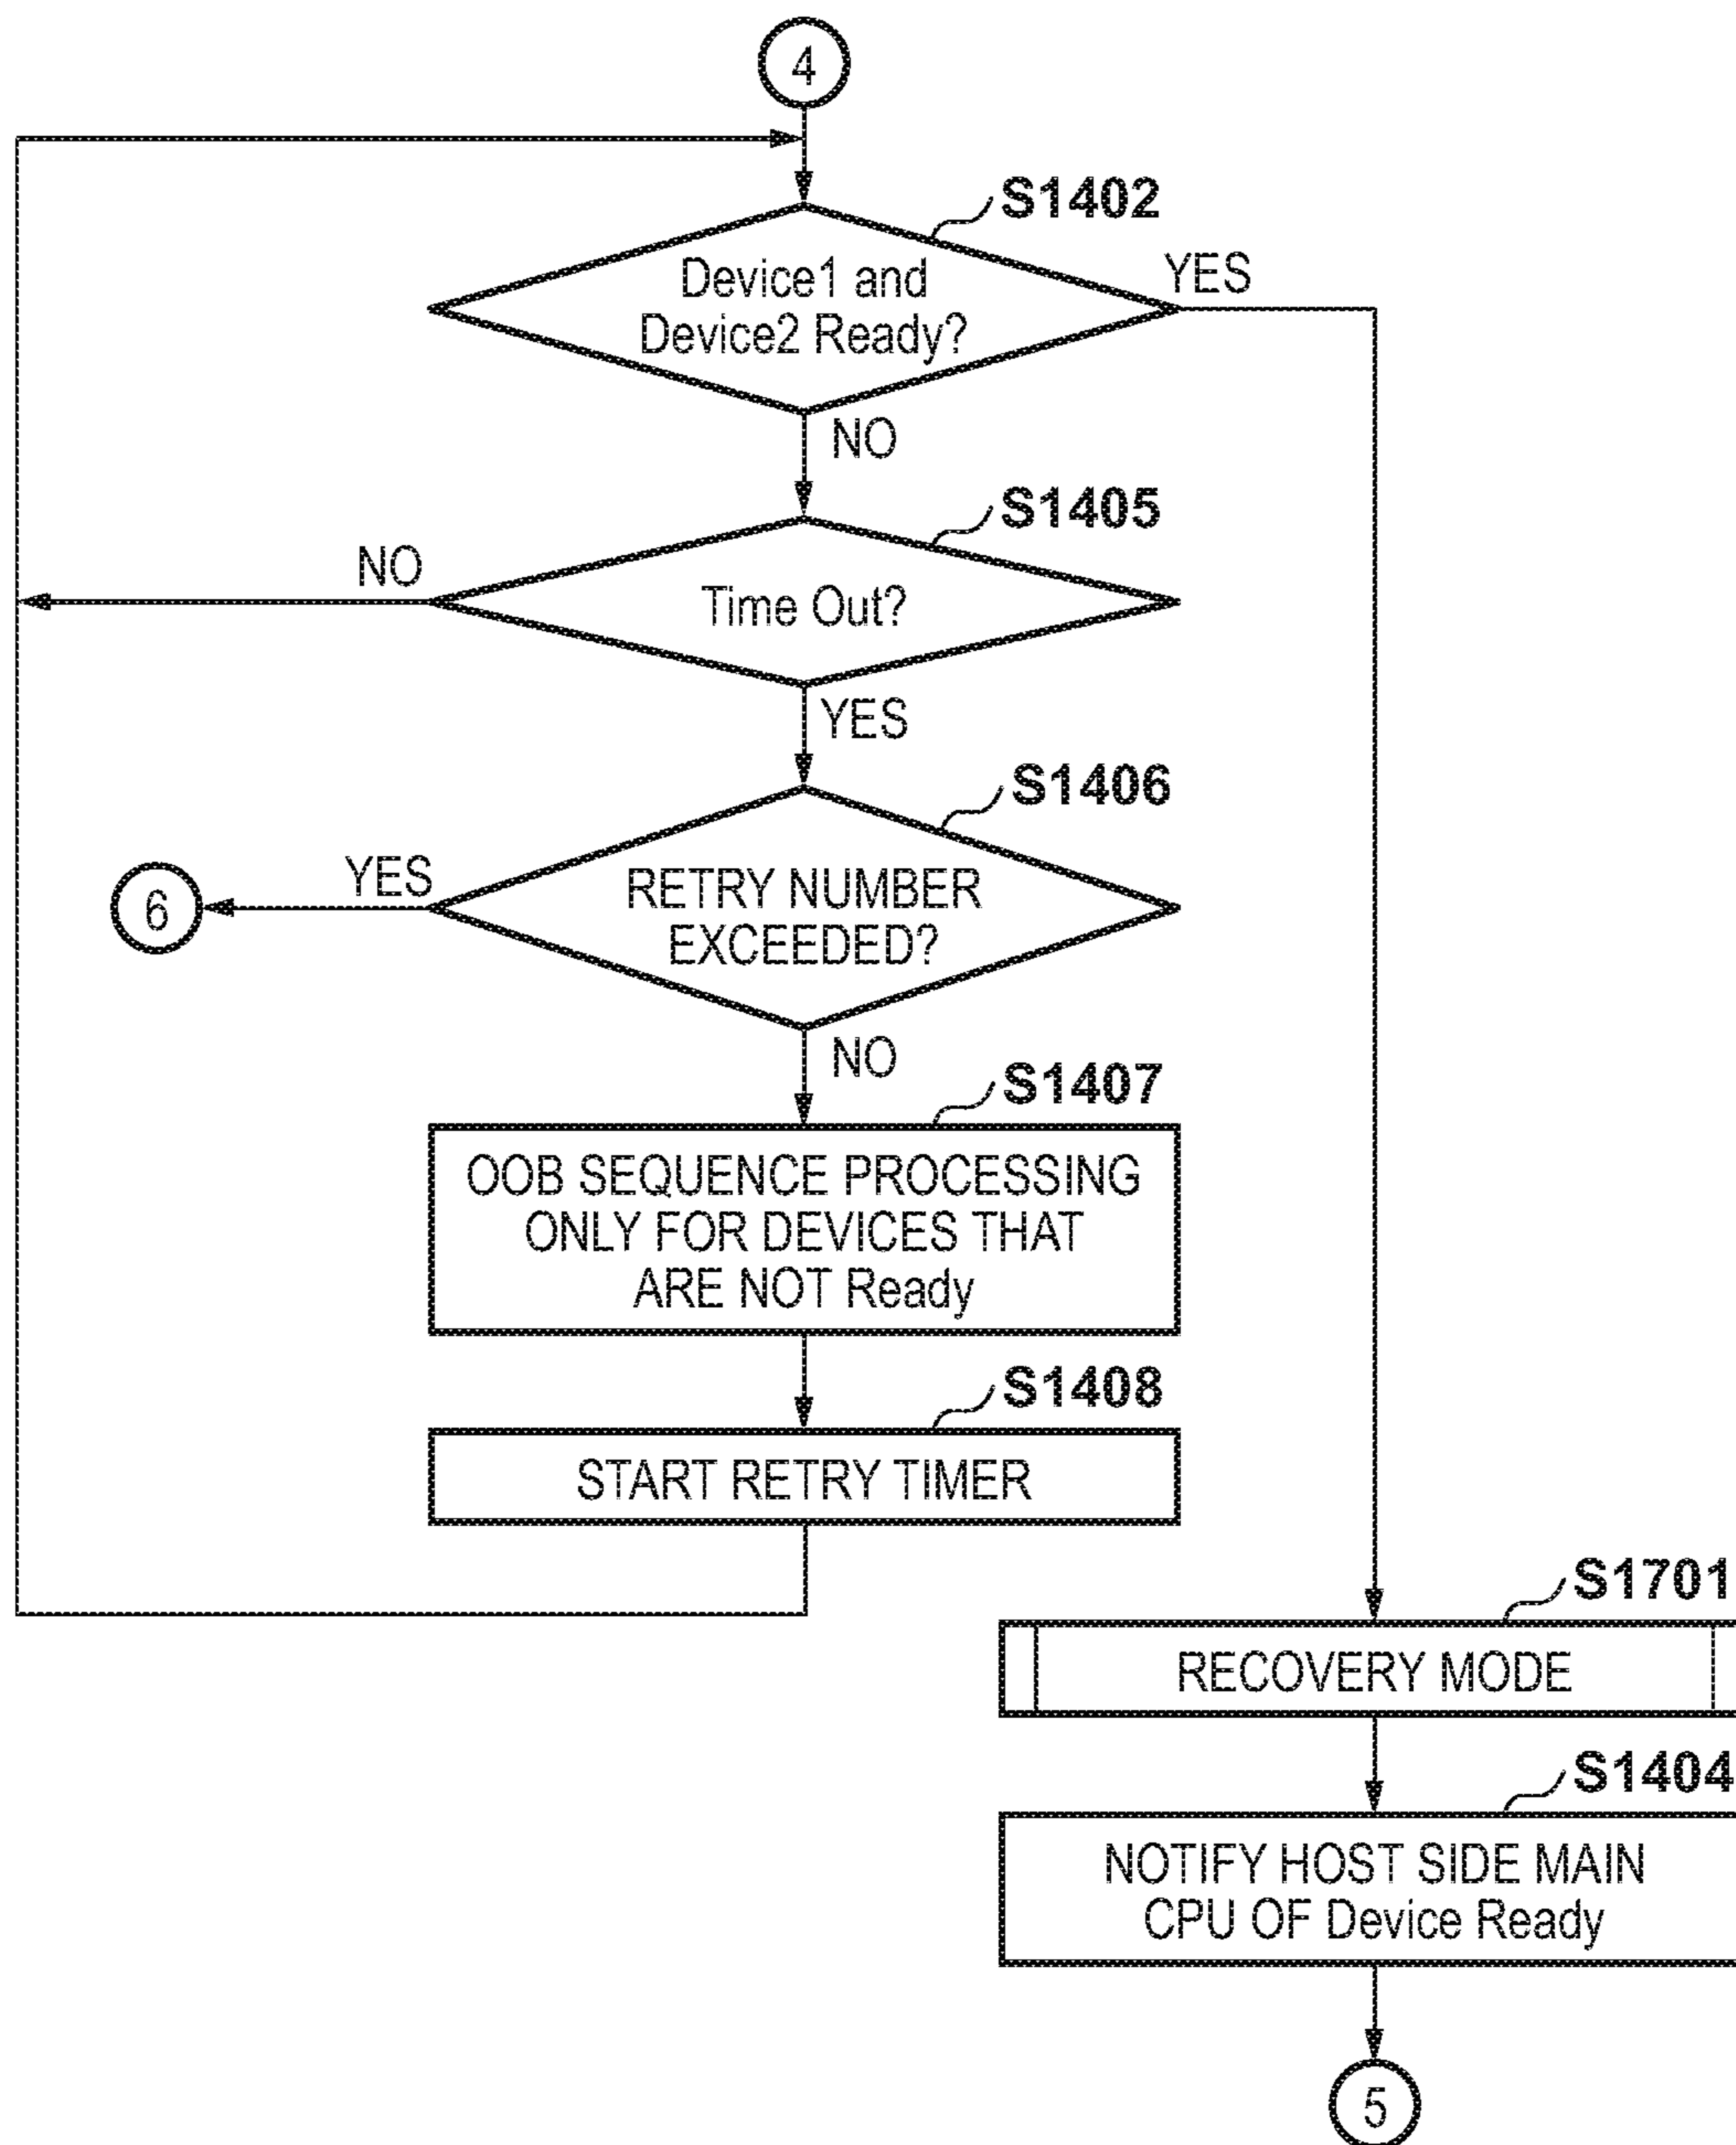 4
S1402
Device1 and
Device2 Ready?
YES
NO
S1405
NO
Time Out?
YES
S1406
YES
6
RETRY NUMBER
EXCEEDED?
NO
S1407
OOB SEQUENCE PROCESSING
ONLY FOR DEVICES THAT
ARE NOT Ready
S1408
START RETRY TIMER
S1701
RECOVERY MODE
S1404
NOTIFY HOST SIDE MAIN
CPU OF Device Ready
5